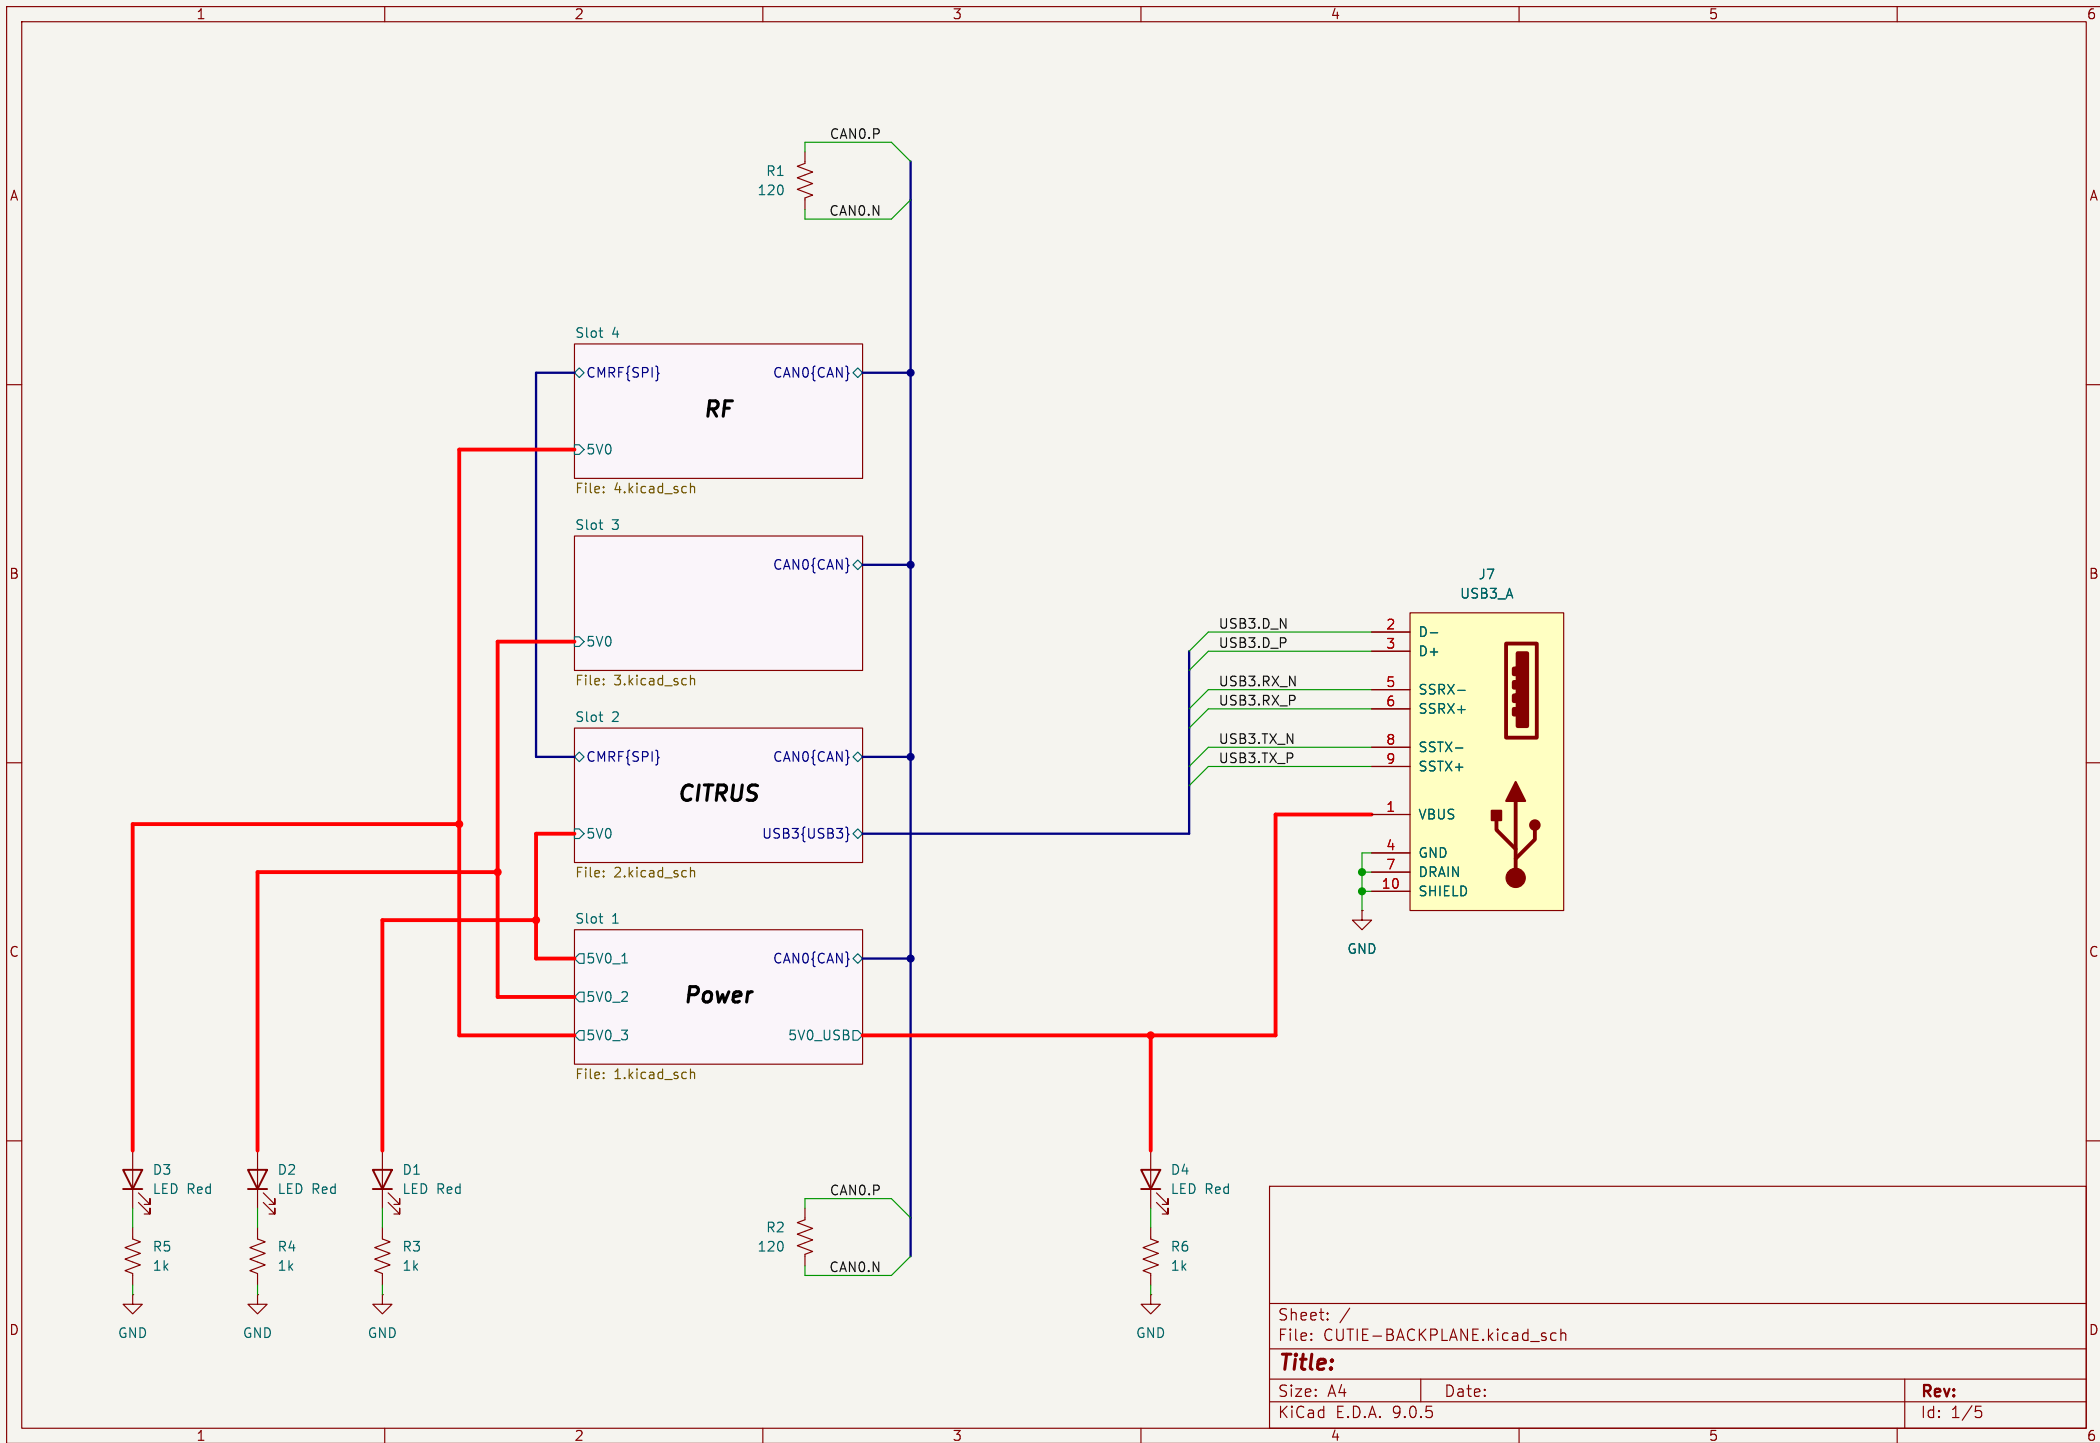 1 2 3 4 5 6
A A
B B
C C
D D
CAN0.P
R1
120
CAN0.N
Slot 4
CMRF{SPI} CAN0{CAN}
RF
5V0
File: 4.kicad_sch
Slot 3
CAN0{CAN}
5V0
File: 3.kicad_sch
Slot 2
CMRF{SPI} CAN0{CAN}
CITRUS
5V0 USB3{USB3}
File: 2.kicad_sch
Slot 1
5V0_1 CAN0{CAN}
5V0_2 Power
5V0_3 5V0_USB
File: 1.kicad_sch
J7
USB3_A
USB3.D_N 2 D-
USB3.D_P 3 D+
USB3.RX_N 5 SSRX-
USB3.RX_P 6 SSRX+
USB3.TX_N 8 SSTX-
USB3.TX_P 9 SSTX+
1 VBUS
4 GND
7 DRAIN
10 SHIELD
GND
D3
LED Red
R5
1k
GND
D2
LED Red
R4
1k
GND
D1
LED Red
R3
1k
GND
CAN0.P
R2
120
CAN0.N
D4
LED Red
R6
1k
GND
Sheet: /
File: CUTIE-BACKPLANE.kicad_sch
Title:
Size: A4 Date: Rev:
KiCad E.D.A. 9.0.5 Id: 1/5
1 2 3 4 5 6